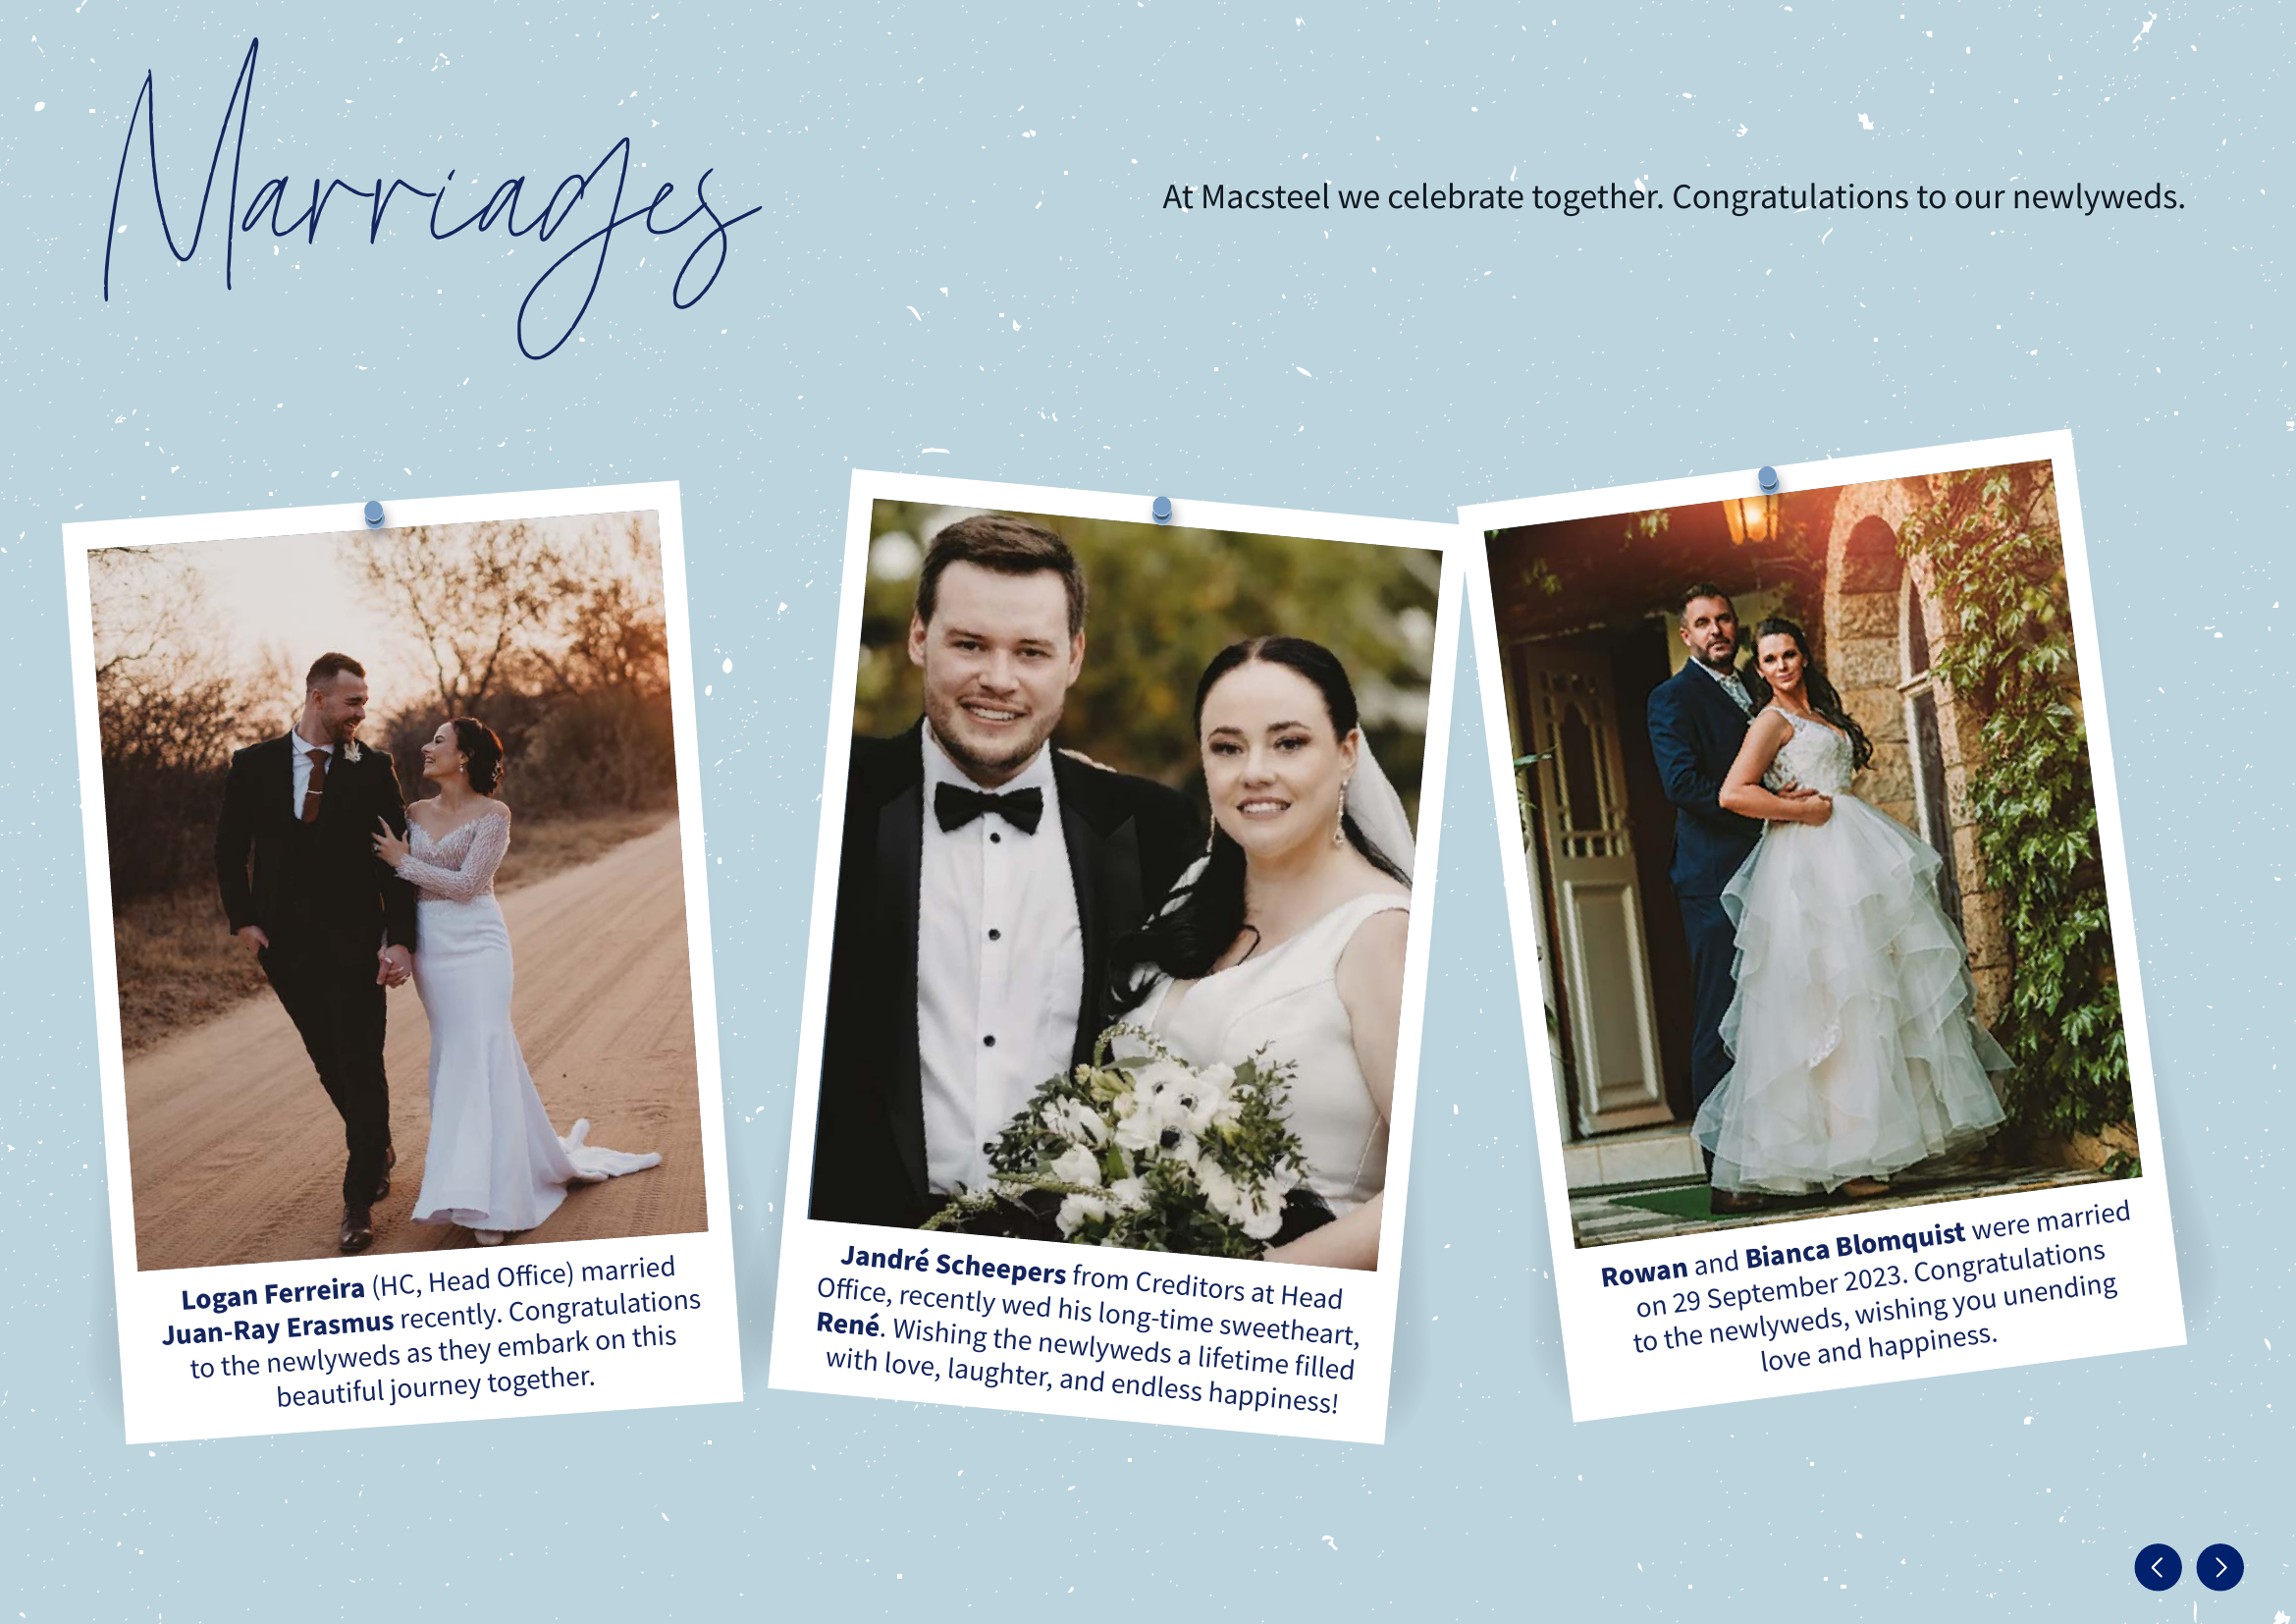 Marriages
At Macsteel we celebrate together. Congratulations to our newlyweds.
Logan Ferreira (HC, Head Office) married
Juan-Ray Erasmus recently. Congratulations
to the newlyweds as they embark on this
beautiful journey together.
Jandré Scheepers from Creditors at Head
Office, recently wed his long-time sweetheart,
René. Wishing the newlyweds a lifetime filled
with love, laughter, and endless happiness!
Rowan and Bianca Blomquist were married
on 29 September 2023. Congratulations
to the newlyweds, wishing you unending
love and happiness.